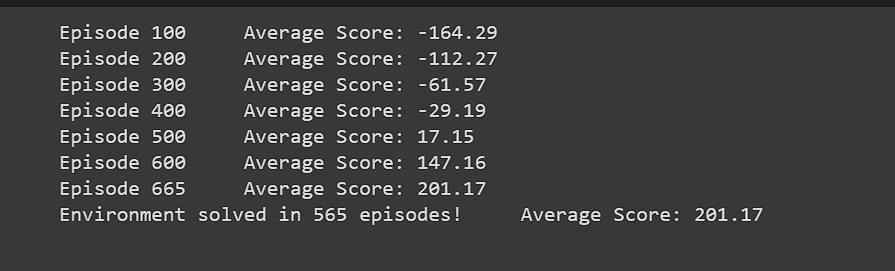 Episode 100     Average Score: -164.29
Episode 200     Average Score: -112.27
Episode 300     Average Score: -61.57
Episode 400     Average Score: -29.19
Episode 500     Average Score: 17.15
Episode 600     Average Score: 147.16
Episode 665     Average Score: 201.17
Environment solved in 565 episodes!     Average Score: 201.17